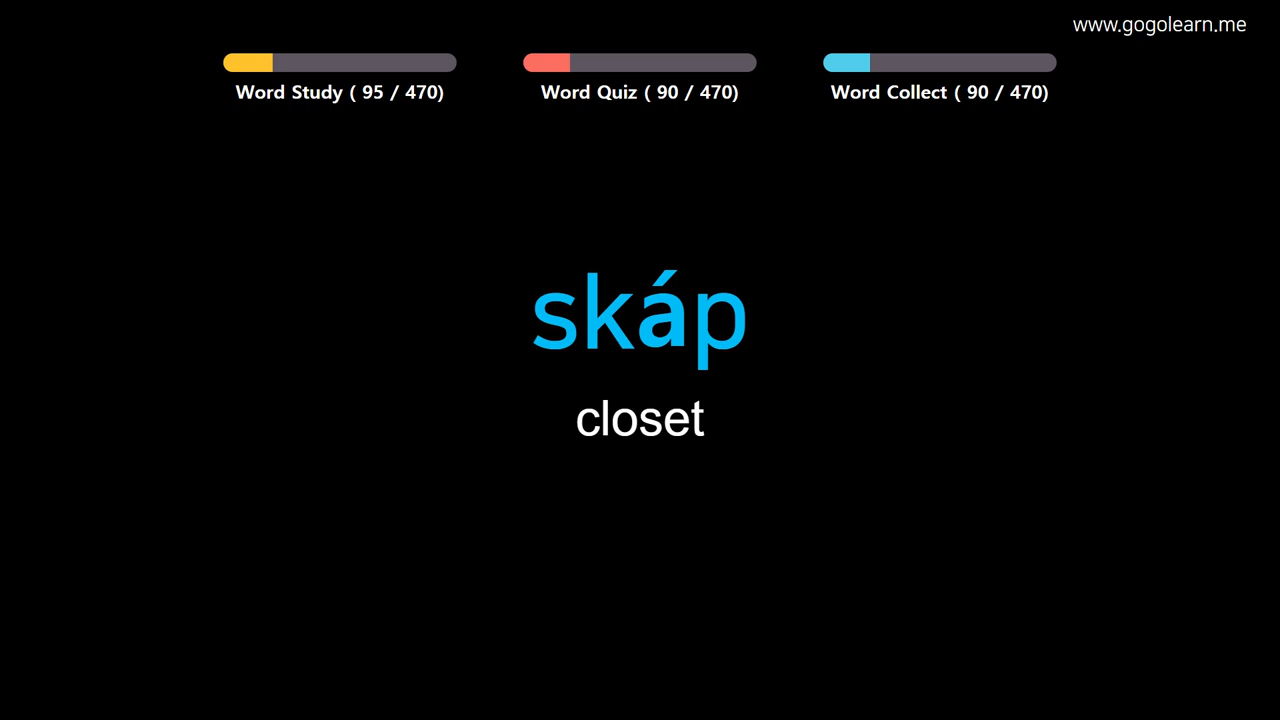 www.gogolearn.me
Word Study ( 95 / 470)
Word Quiz ( 90 / 470)
Word Collect ( 90 / 470)
skáp
closet